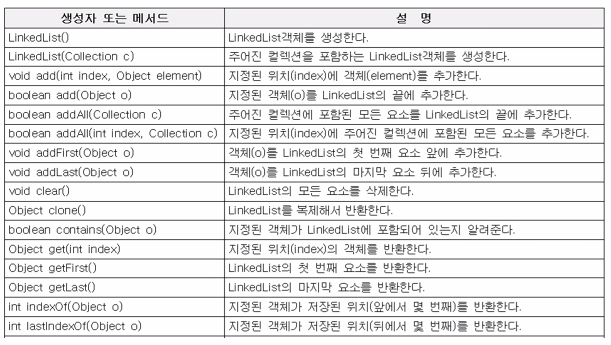 생성자 또는 메서드 설 명
LinkedList() LinkedList객체를 생성한다.
LinkedList(Collection c) 주어진 컬렉션을 포함하는 LinkedList객체를 생성한다.
void add(int index, Object element) 지정된 위치(index)에 객체(element)를 추가한다.
boolean add(Object o) 지정된 객체(o)를 LinkedList의 끝에 추가한다.
boolean addAll(Collection c) 주어진 컬렉션에 포함된 모든 요소를 LinkedList의 끝에 추가한다.
boolean addAll(int index, Collection c) 지정된 위치(index)에 주어진 컬렉션에 포함된 모든 요소를 추가한다.
void addFirst(Object o) 객체(o)를 LinkedList의 첫 번째 요소 앞에 추가한다.
void addLast(Object o) 객체(o)를 LinkedList의 마지막 요소 뒤에 추가한다.
void clear() LinkedList의 모든 요소를 삭제한다.
Object clone() LinkedList를 복제해서 반환한다.
boolean contains(Object o) 지정된 객체가 LinkedList에 포함되어 있는지 알려준다.
Object get(int index) 지정된 위치(index)의 객체를 반환한다.
Object getFirst() LinkedList의 첫 번째 요소를 반환한다.
Object getLast() LinkedList의 마지막 요소를 반환한다.
int indexOf(Object o) 지정된 객체가 저장된 위치(앞에서 몇 번째)를 반환한다.
int lastIndexOf(Object o) 지정된 객체가 저장된 위치(뒤에서 몇 번째)를 반환한다.